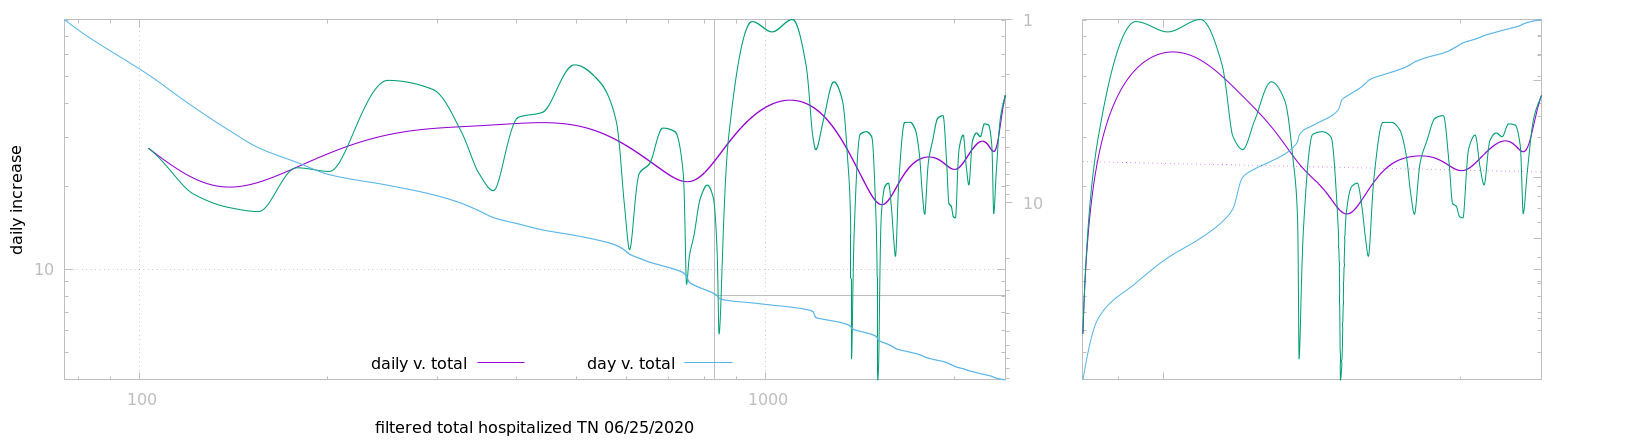 1
daily increase
10
10
daily v. total
day v. total
100
1000
filtered total hospitalized TN 06/25/2020